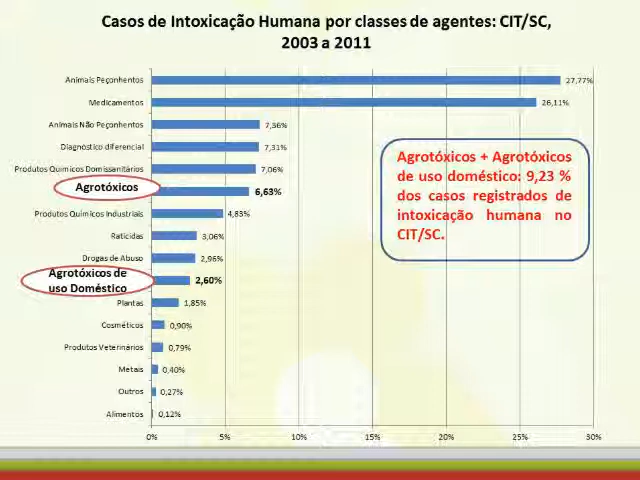 Casos de Intoxicação Humana por classes de agentes: CIT/SC,
2003 a 2011
Animais Peçonhentos 27,77%
Medicamentos 26,11%
Animais Não Peçonhentos 7,36%
Diagnóstico diferencial 7,31%
Produtos Químicos Domissanitários 7,06%
Agrotóxicos 6,63%
Produtos Químicos Industriais 4,83%
Raticidas 3,06%
Drogas de Abuso 2,96%
Agrotóxicos de
uso Doméstico 2,60%
Plantas 1,85%
Cosméticos 0,90%
Produtos Veterinários 0,79%
Metais 0,40%
Outros 0,27%
Alimentos 0,12%
0% 5% 10% 15% 20% 25% 30%
Agrotóxicos + Agrotóxicos
de uso doméstico: 9,23 %
dos casos registrados de
intoxicação humana no
CIT/SC.